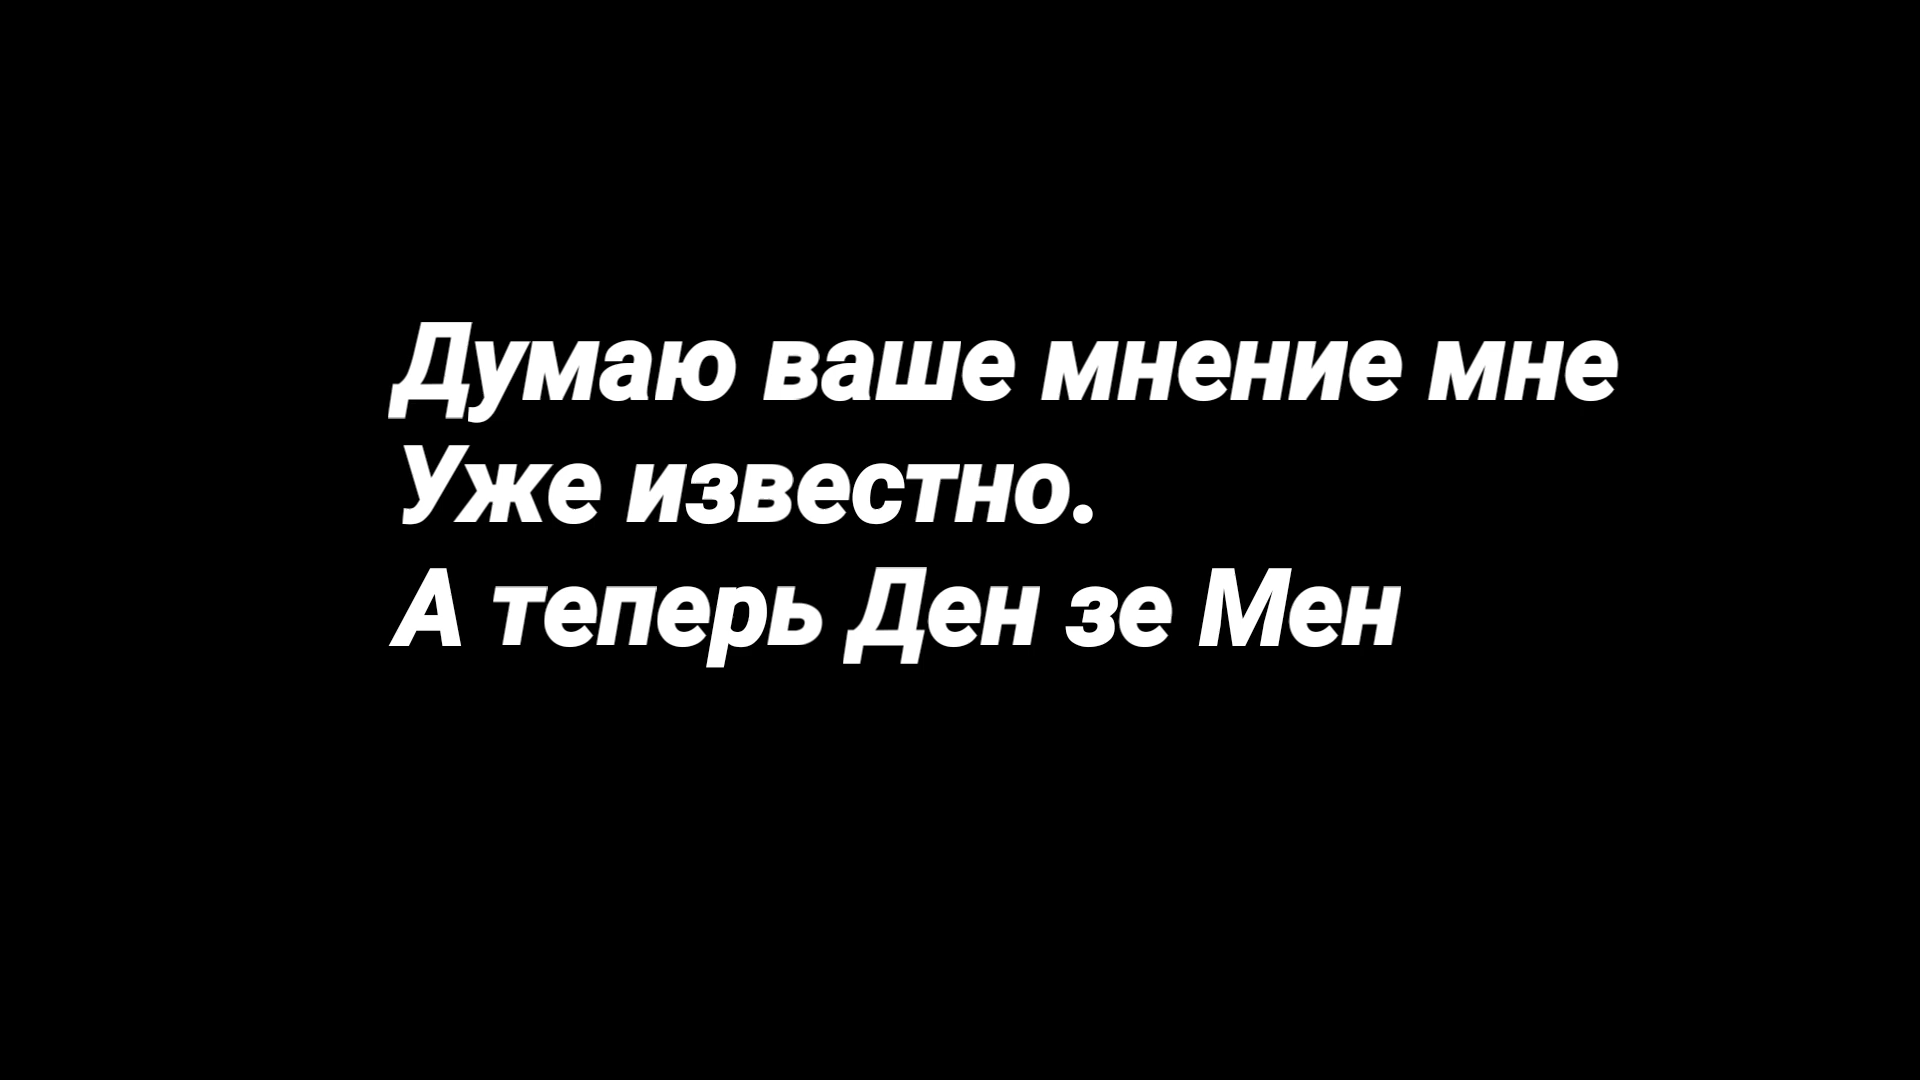 Думаю ваше мнение мне
Уже известно.
А теперь Ден зе Мен